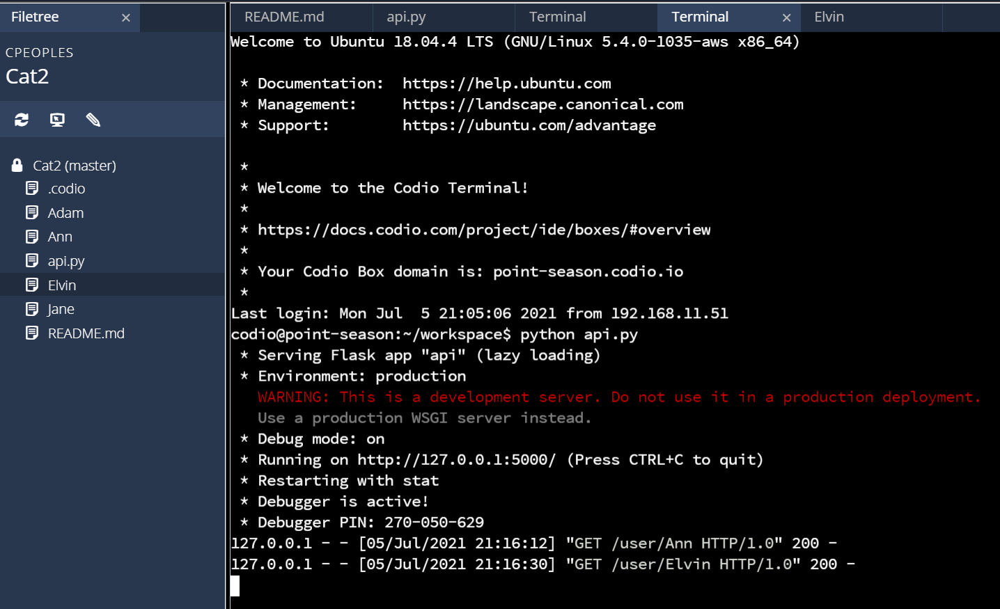 Filetree ×
README.md api.py Terminal Terminal × Elvin
CPEOPLES
Cat2
Cat2 (master)
.codio
Adam
Ann
api.py
Elvin
Jane
README.md
Welcome to Ubuntu 18.04.4 LTS (GNU/Linux 5.4.0-1035-aws x86_64)
* Documentation:  https://help.ubuntu.com
* Management:     https://landscape.canonical.com
* Support:        https://ubuntu.com/advantage
*
* Welcome to the Codio Terminal!
*
* https://docs.codio.com/project/ide/boxes/#overview
*
* Your Codio Box domain is: point-season.codio.io
*
Last login: Mon Jul  5 21:05:06 2021 from 192.168.11.51
codio@point-season:~/workspace$ python api.py
* Serving Flask app "api" (lazy loading)
* Environment: production
WARNING: This is a development server. Do not use it in a production deployment.
Use a production WSGI server instead.
* Debug mode: on
* Running on http://127.0.0.1:5000/ (Press CTRL+C to quit)
* Restarting with stat
* Debugger is active!
* Debugger PIN: 270-050-629
127.0.0.1 - - [05/Jul/2021 21:16:12] "GET /user/Ann HTTP/1.0" 200 -
127.0.0.1 - - [05/Jul/2021 21:16:30] "GET /user/Elvin HTTP/1.0" 200 -